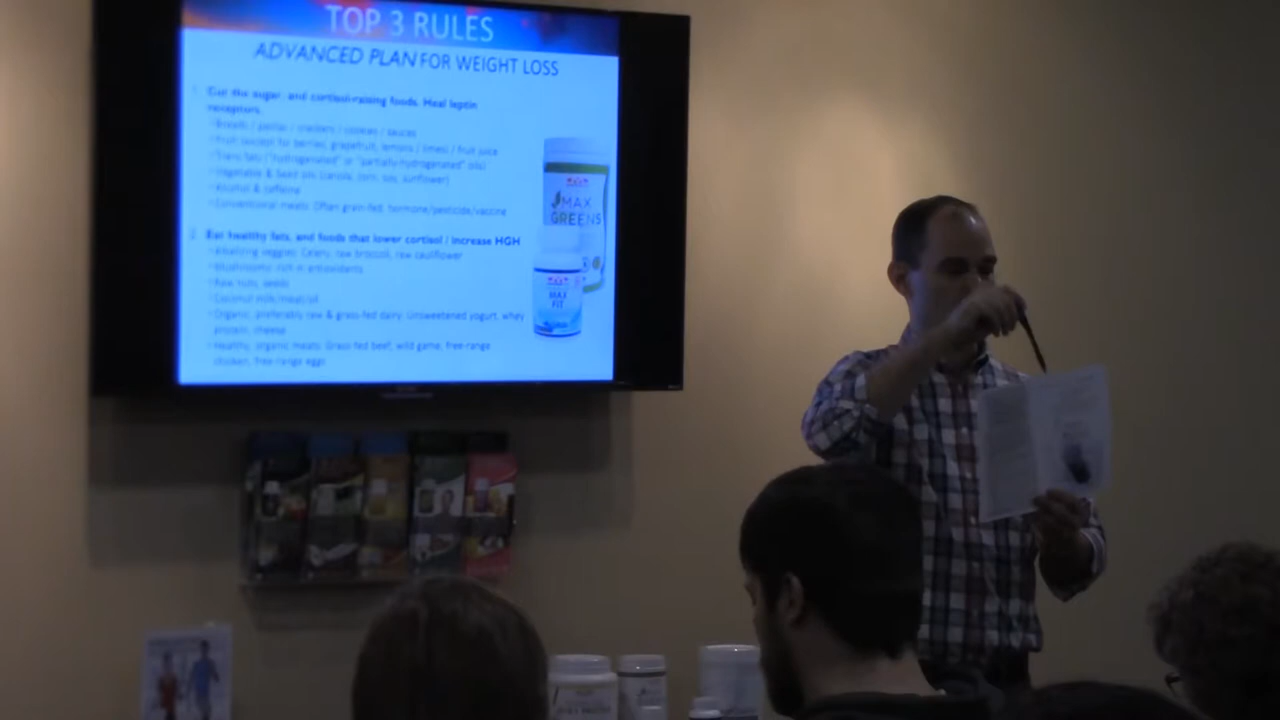 TOP 3 RULES
ADVANCED PLAN FOR WEIGHT LOSS
1 Cut the sugar, and cortisol-raising foods. Heal leptin
receptors.
Breads / pastas / crackers / cookies / sauces
Fruit (except for berries, grapefruit, lemons / limes) / fruit juice
Trans fats ("hydrogenated" or "partially-hydrogenated" oils)
Vegetable & Seed oils (canola, corn, soy, sunflower)
Alcohol & caffeine
Conventional meats: Often grain-fed, hormone/pesticide/vaccine
2 Eat healthy fats, and foods that lower cortisol / increase HGH
Alkalizing veggies: Celery, raw broccoli, raw cauliflower
Mushrooms: rich in antioxidants
Raw nuts, seeds
Coconut milk/meat/oil
Organic, preferably raw & grass-fed dairy: Unsweetened yogurt, whey
protein, cheese
Healthy, organic meats: Grass-fed beef, wild game, free-range
chicken, free-range eggs
MAX
GREENS
MAX
FIT